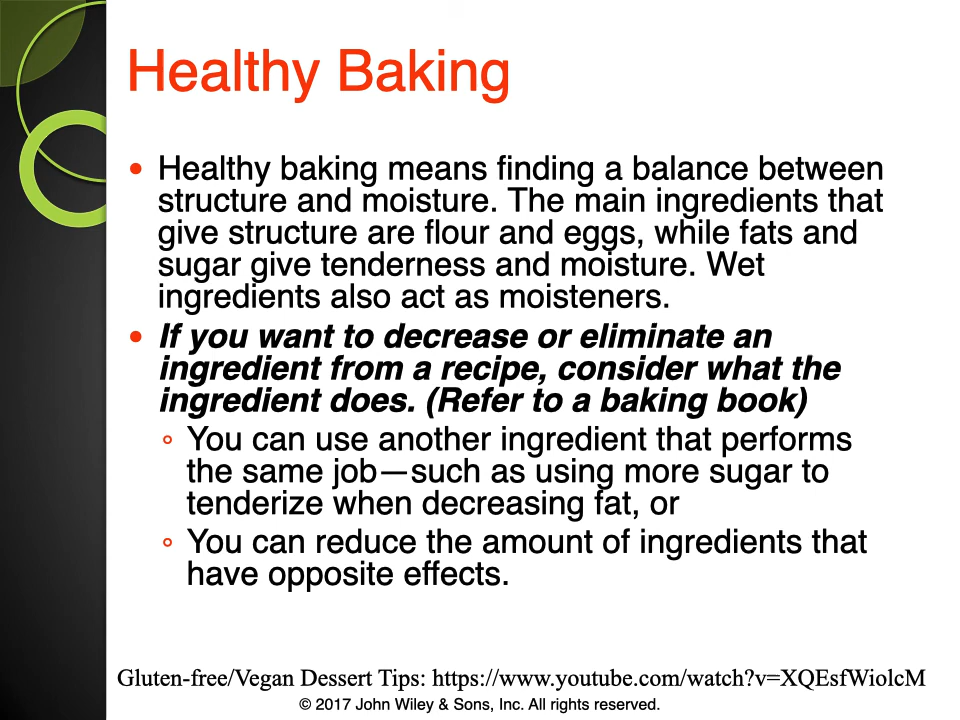 Healthy Baking
• Healthy baking means finding a balance between
structure and moisture. The main ingredients that
give structure are flour and eggs, while fats and
sugar give tenderness and moisture. Wet
ingredients also act as moisteners.
• If you want to decrease or eliminate an
ingredient from a recipe, consider what the
ingredient does. (Refer to a baking book)
◦ You can use another ingredient that performs
the same job—such as using more sugar to
tenderize when decreasing fat, or
◦ You can reduce the amount of ingredients that
have opposite effects.
Gluten-free/Vegan Dessert Tips: https://www.youtube.com/watch?v=XQEsfWiolcM
© 2017 John Wiley & Sons, Inc. All rights reserved.